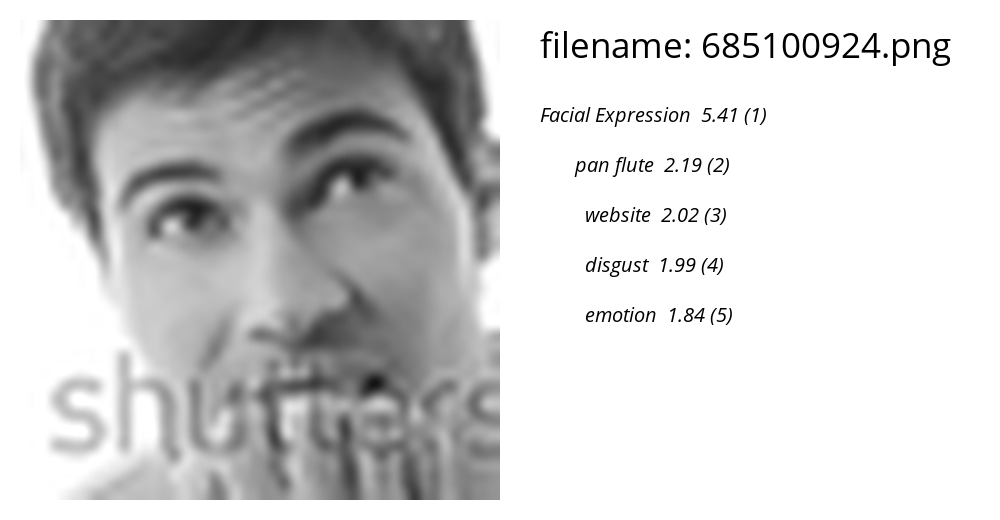 filename: 685100924.png
Facial Expression 5.41 (1)
pan flute 2.19 (2)
website 2.02 (3)
disgust 1.99 (4)
emotion 1.84 (5)
shutters